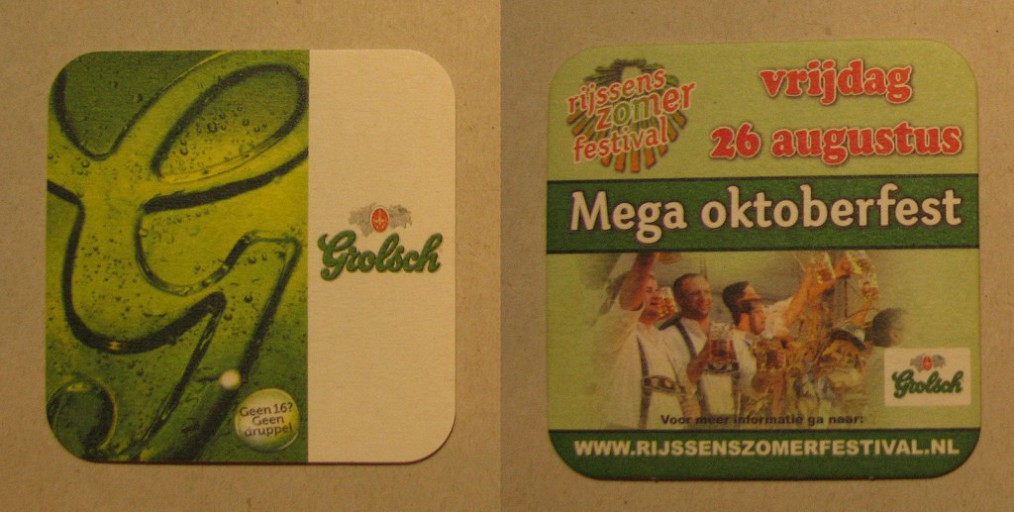 Grolsch
Geen 16?
Geen
druppel
rijssens
zomer
festival
vrijdag
26 augustus
Mega oktoberfest
Grolsch
Voor meer informatie ga naar:
WWW.RIJSSENSZOMERFESTIVAL.NL